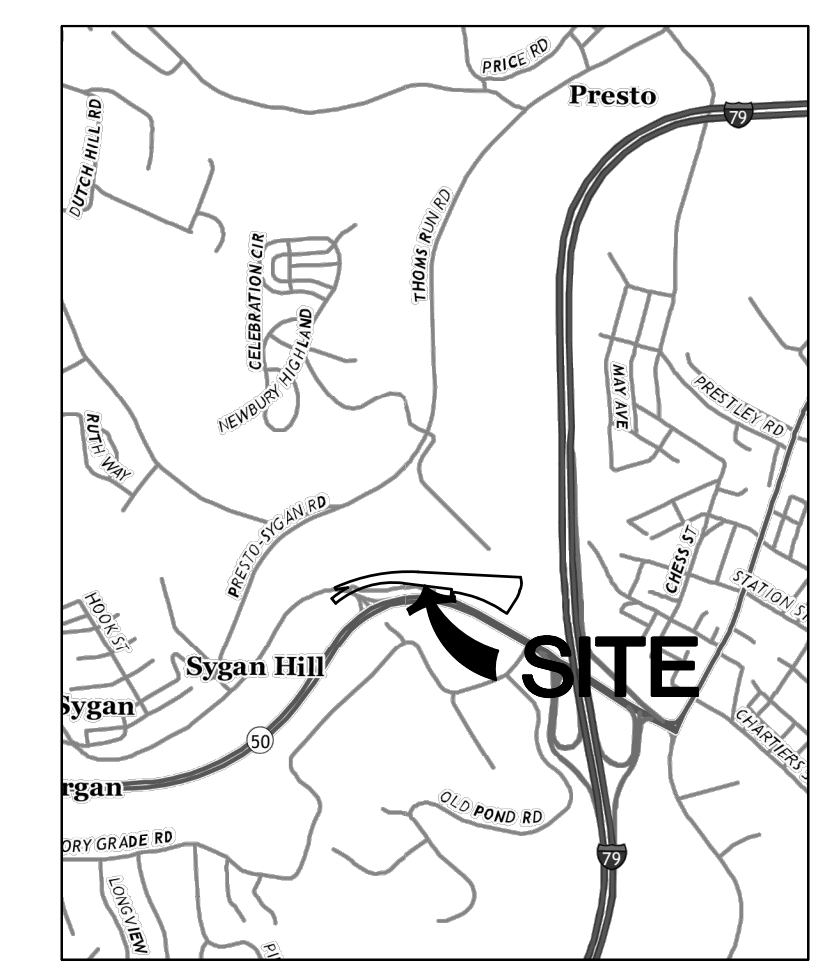 PRICE RD
Presto
79
DUTCH HILL RD
THOMS RUN RD
CELEBRATION CIR
NEWBURY HIGHLAND
MAY AVE
PRESTLEY RD
RUTH WAY
PRESTO-SYGAN RD
CHESS ST
STATION ST
HOOK ST
Sygan Hill
SITE
Sygan
50
CHARTIERS S
rgan
OLD POND RD
ORY GRADE RD
79
LONGVIEW
PI